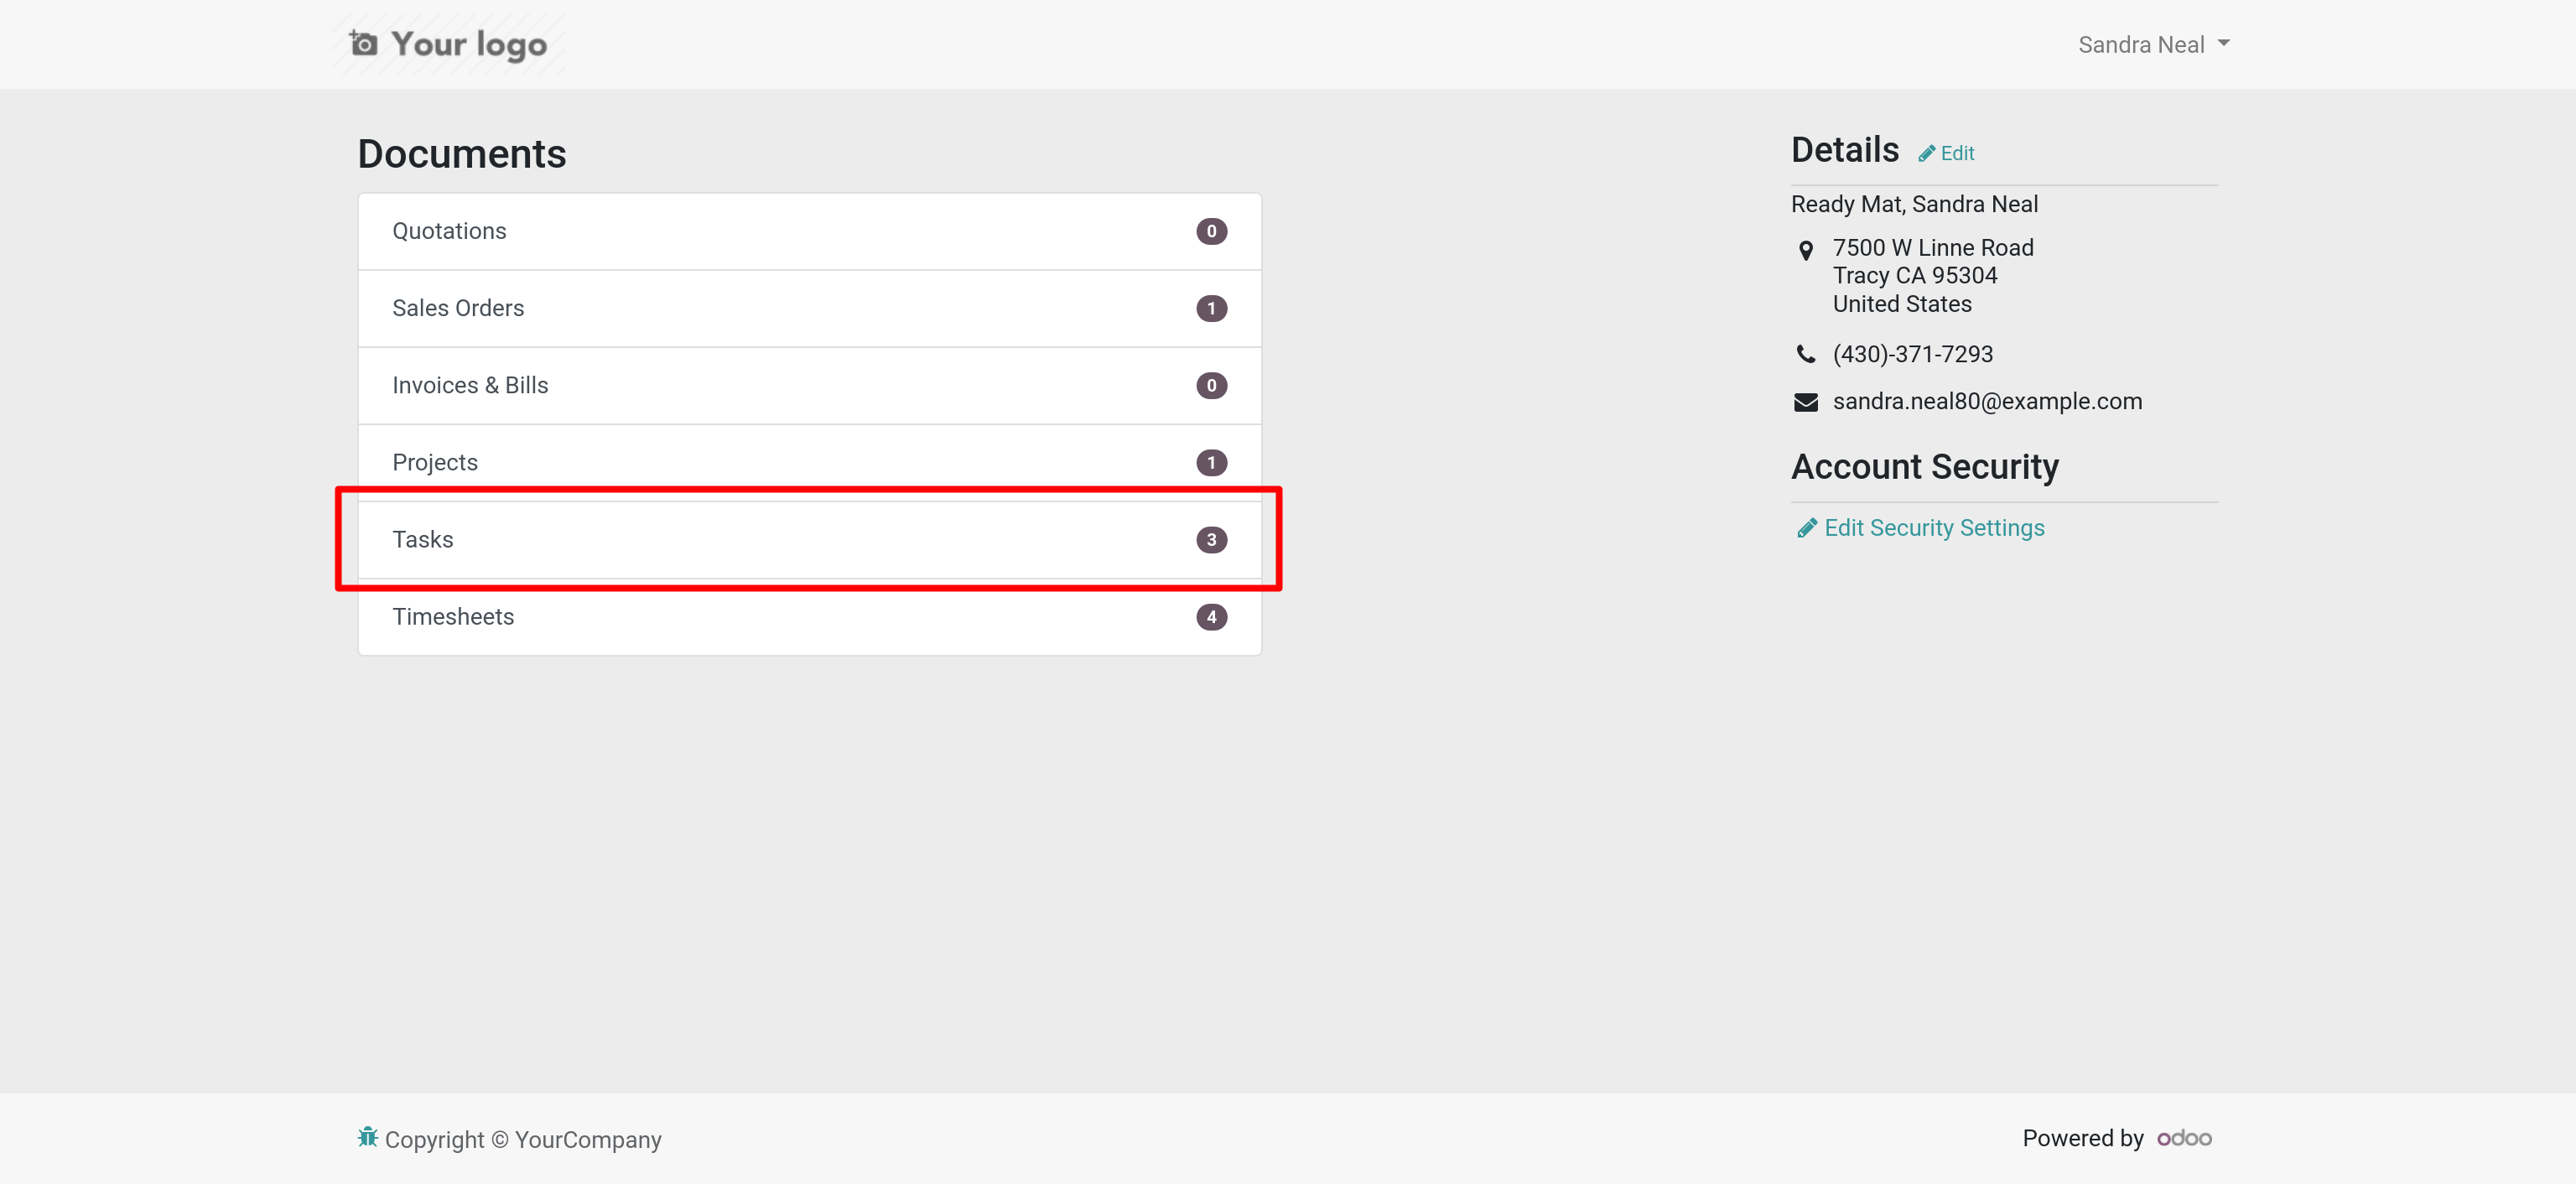 Your logo
Sandra Neal
Documents
Quotations 0
Sales Orders 1
Invoices & Bills 0
Projects 1
Tasks 3
Timesheets 4
Details Edit
Ready Mat, Sandra Neal
7500 W Linne Road
Tracy CA 95304
United States
(430)-371-7293
sandra.neal80@example.com
Account Security
Edit Security Settings
Copyright © YourCompany
Powered by odoo